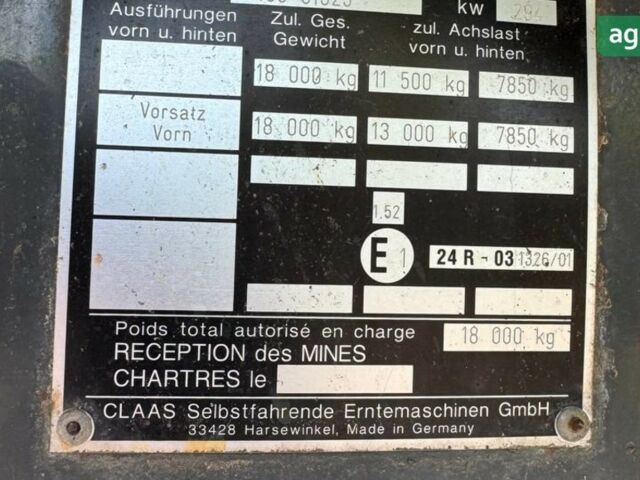 kW 294
Ausführungen vorn u. hinten
Zul. Ges. Gewicht
zul. Achslast vorn u. hinten
ag
18 000 kg 11 500 kg 7850 kg
Vorsatz Vorn
18 000 kg 13 000 kg 7850 kg
1.52
E 1 24 R - 03 1326/01
Poids total autorisé en charge 18 000 kg
RECEPTION des MINES
CHARTRES le
CLAAS Selbstfahrende Erntemaschinen GmbH
33428 Harsewinkel, Made in Germany